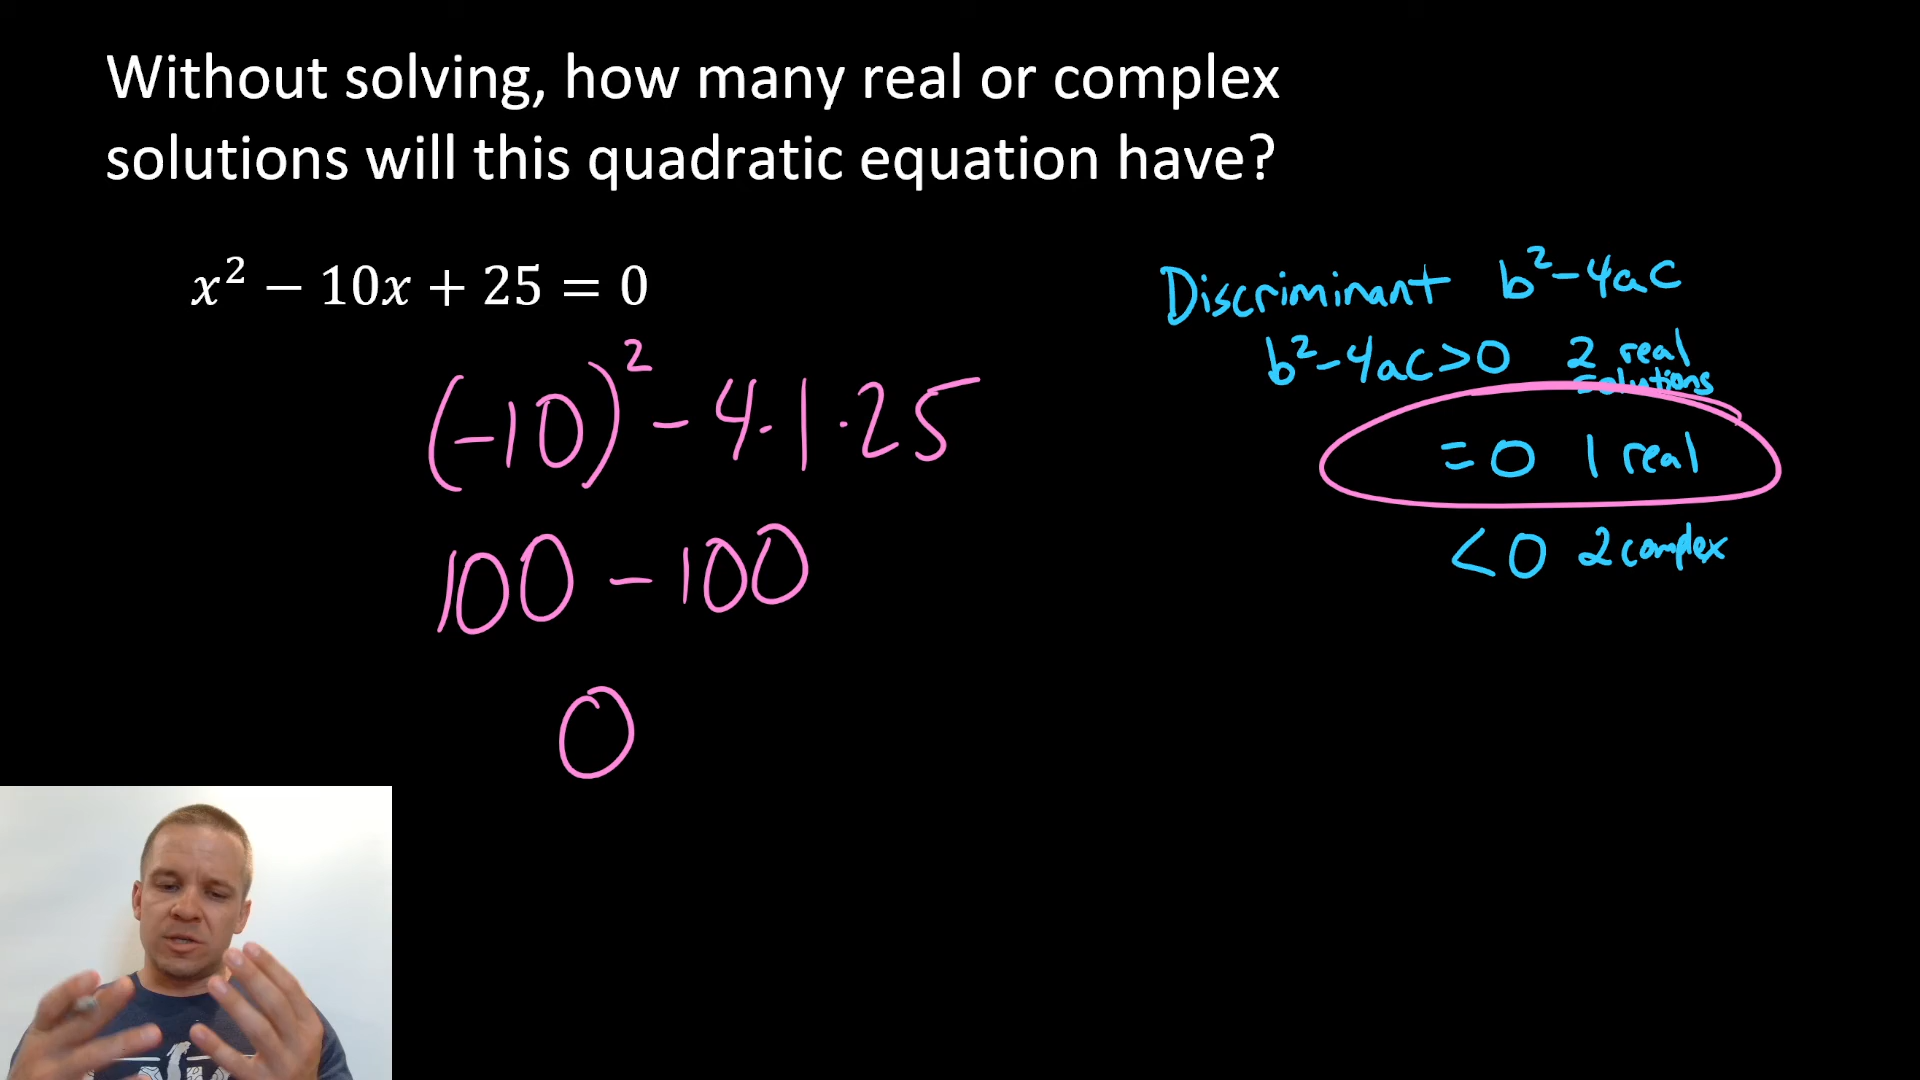 Without solving, how many real or complex
solutions will this quadratic equation have?
x² − 10x + 25 = 0
(-10)² - 4·1·25
100 - 100
0
Discriminant b²-4ac
b²-4ac>0 2 real
solutions
=0 1 real
<0 2 complex